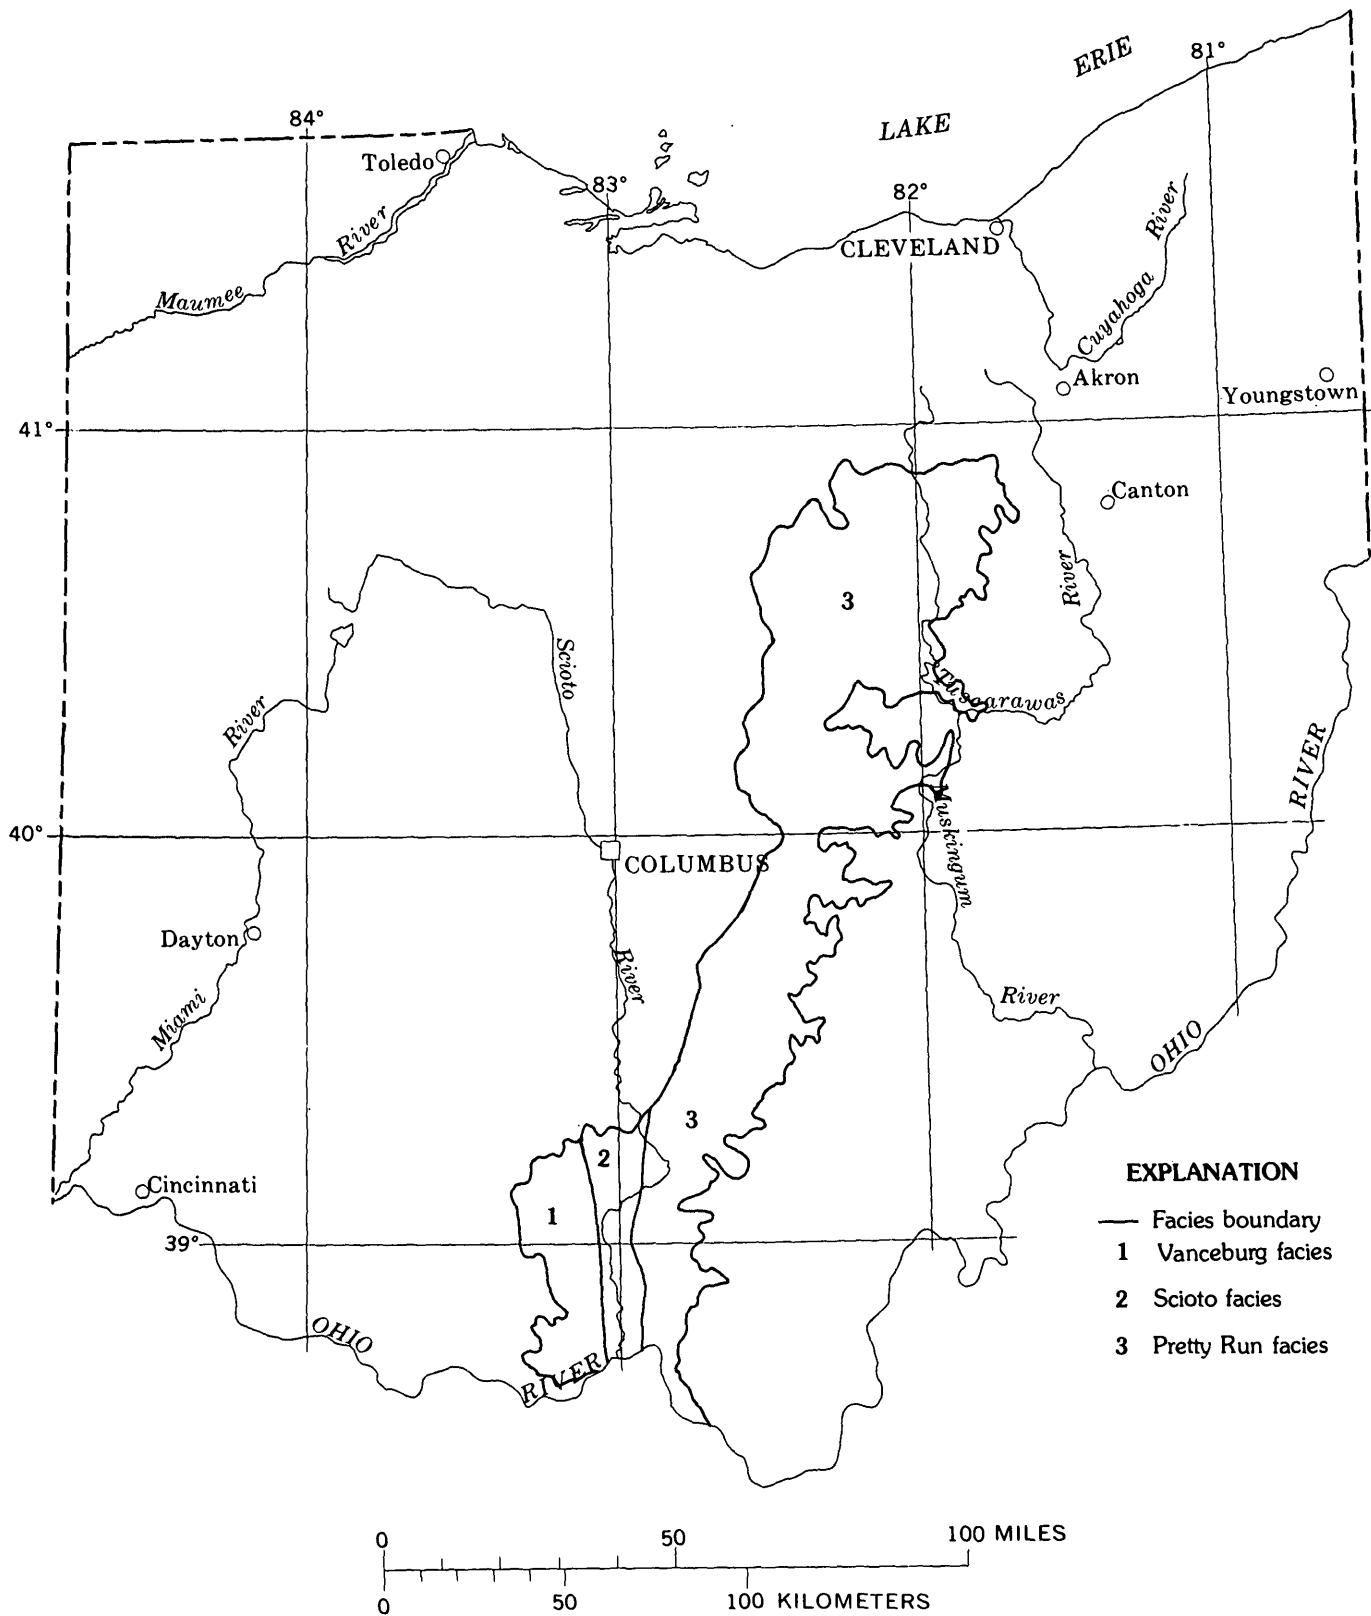 ERIE
81°
LAKE
84°
Toledo
83°
82°
River
River
CLEVELAND
Maumee
Cuyahoga
Akron
Youngstown
41°
Canton
River
3
Scioto
River
Tuscarawas
RIVER
40°
COLUMBUS
Muskingum
Dayton
River
River
Miami
OHIO
3
2
Cincinnati
1
39°
OHIO
RIVER
EXPLANATION
Facies boundary
1 Vanceburg facies
2 Scioto facies
3 Pretty Run facies
0 50 100 MILES
0 50 100 KILOMETERS